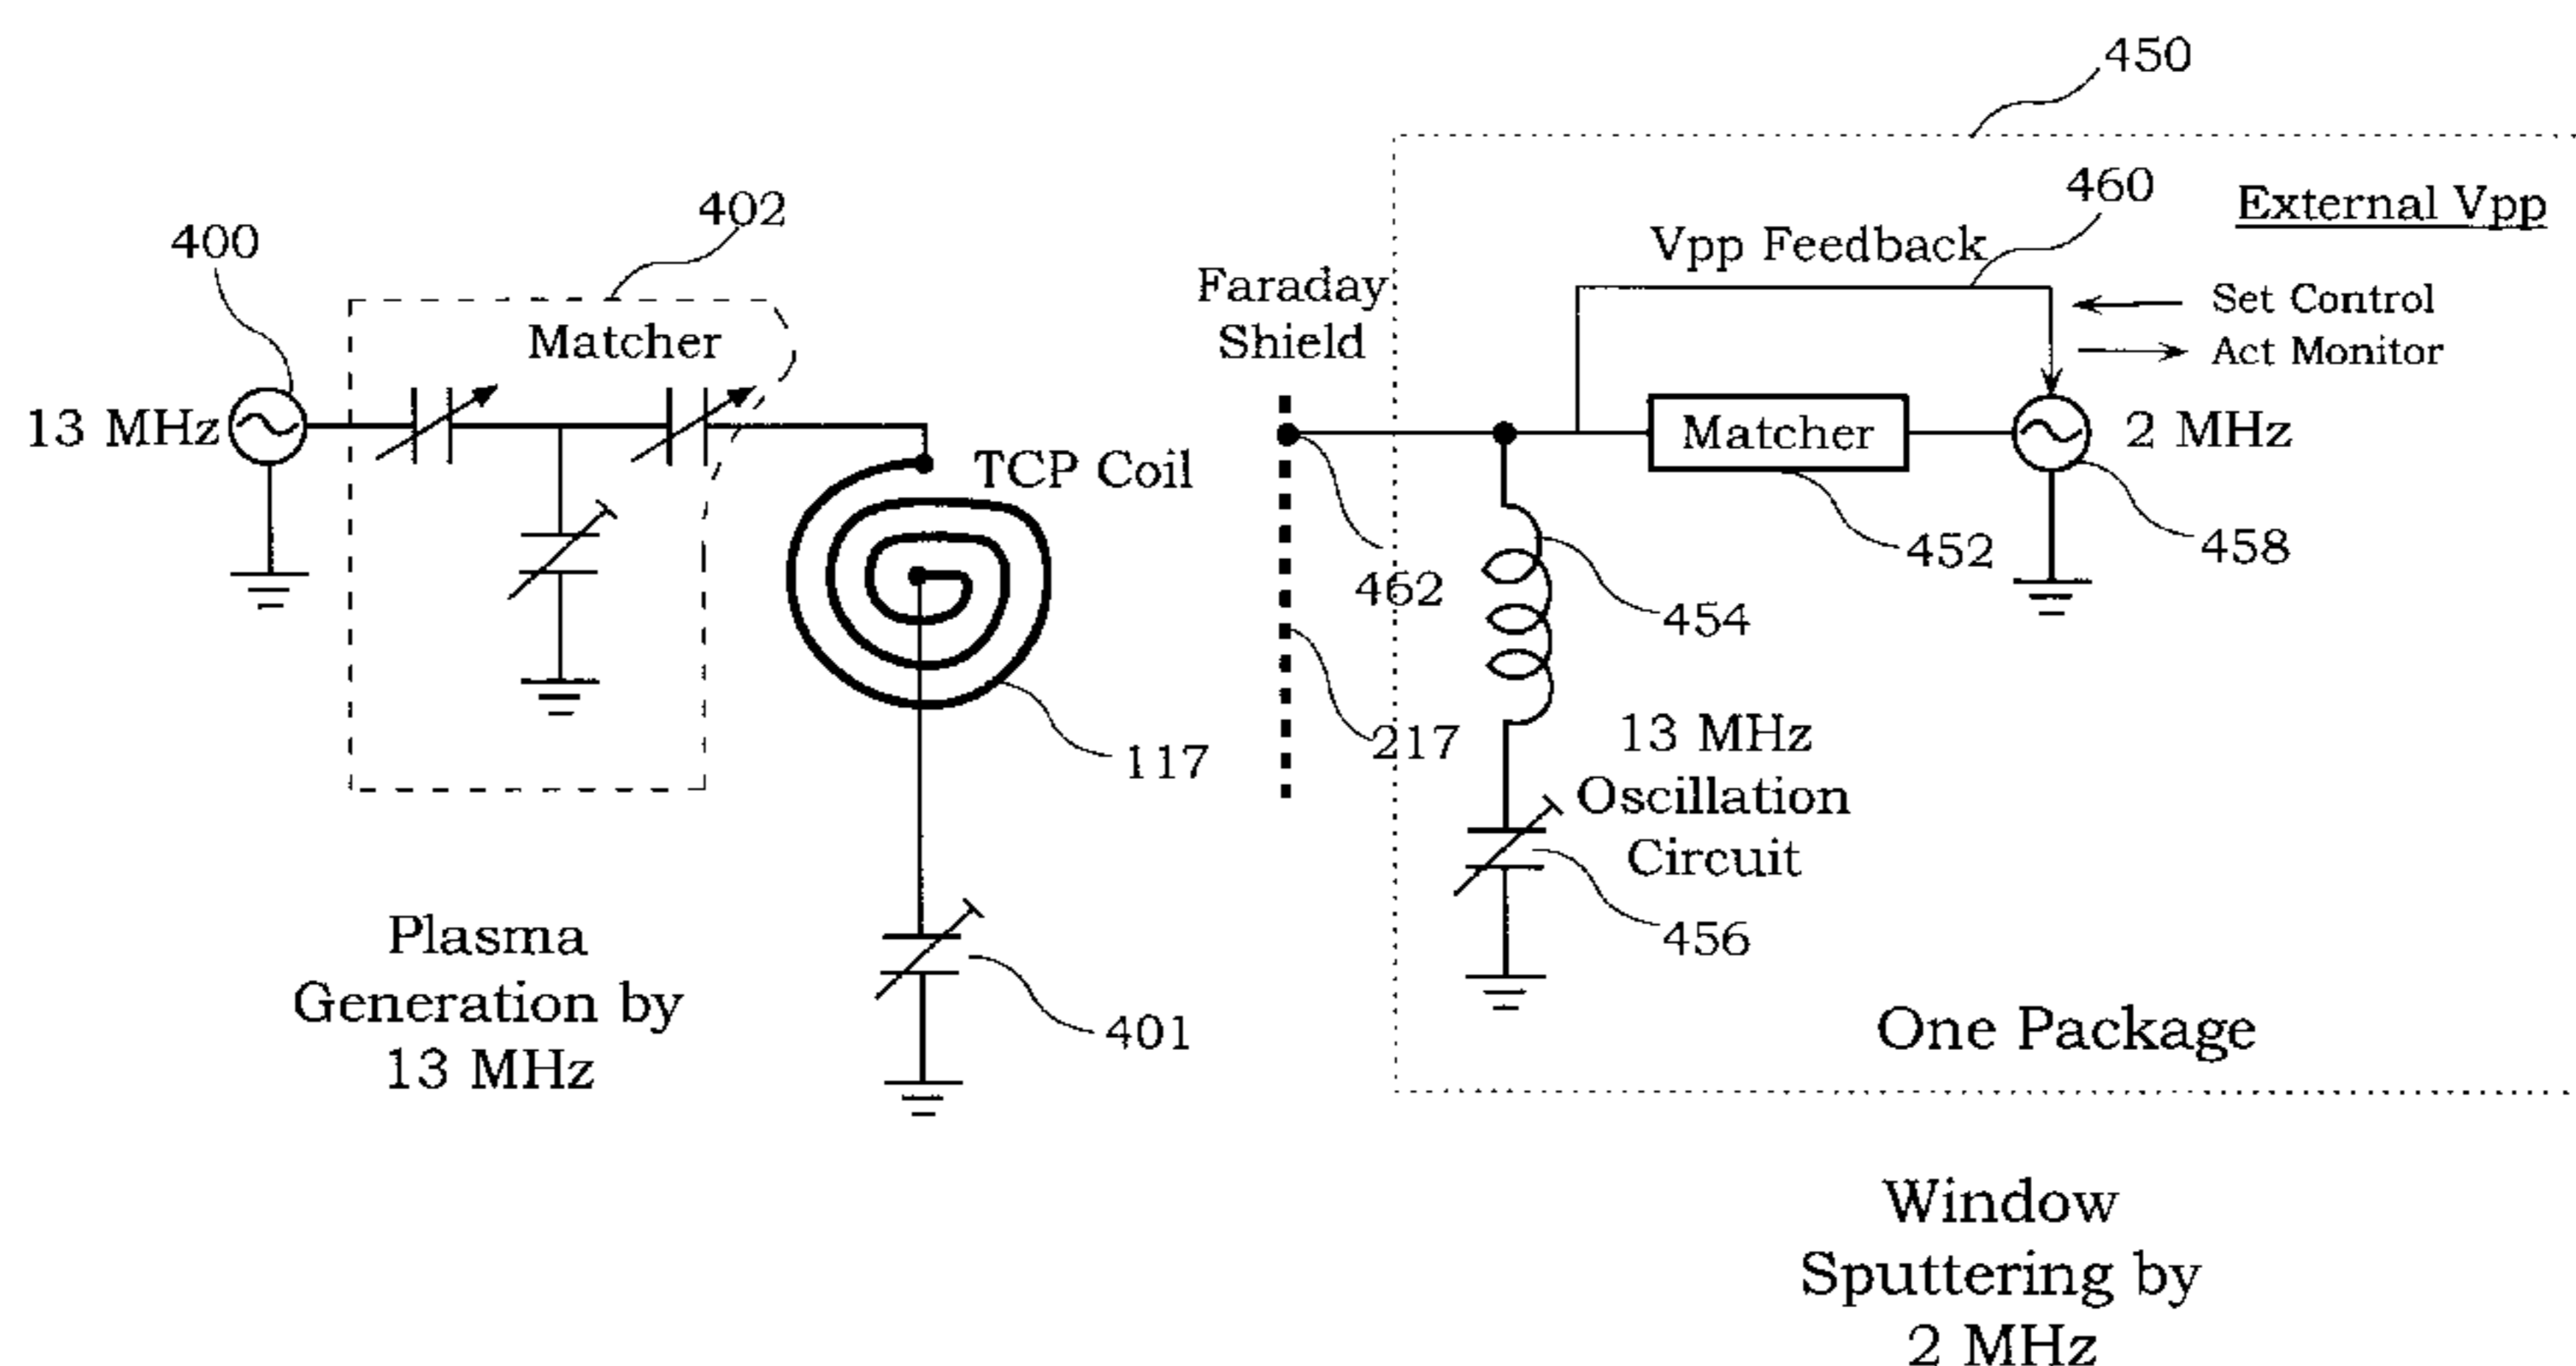 450
460
External Vpp
402
400
Vpp Feedback
Faraday
Shield
Set Control
Act Monitor
Matcher
13 MHz
Matcher
2 MHz
TCP Coil
452
458
462
454
217
117
13 MHz
Oscillation
Circuit
456
Plasma
Generation by
13 MHz
401
One Package
Window
Sputtering by
2 MHz